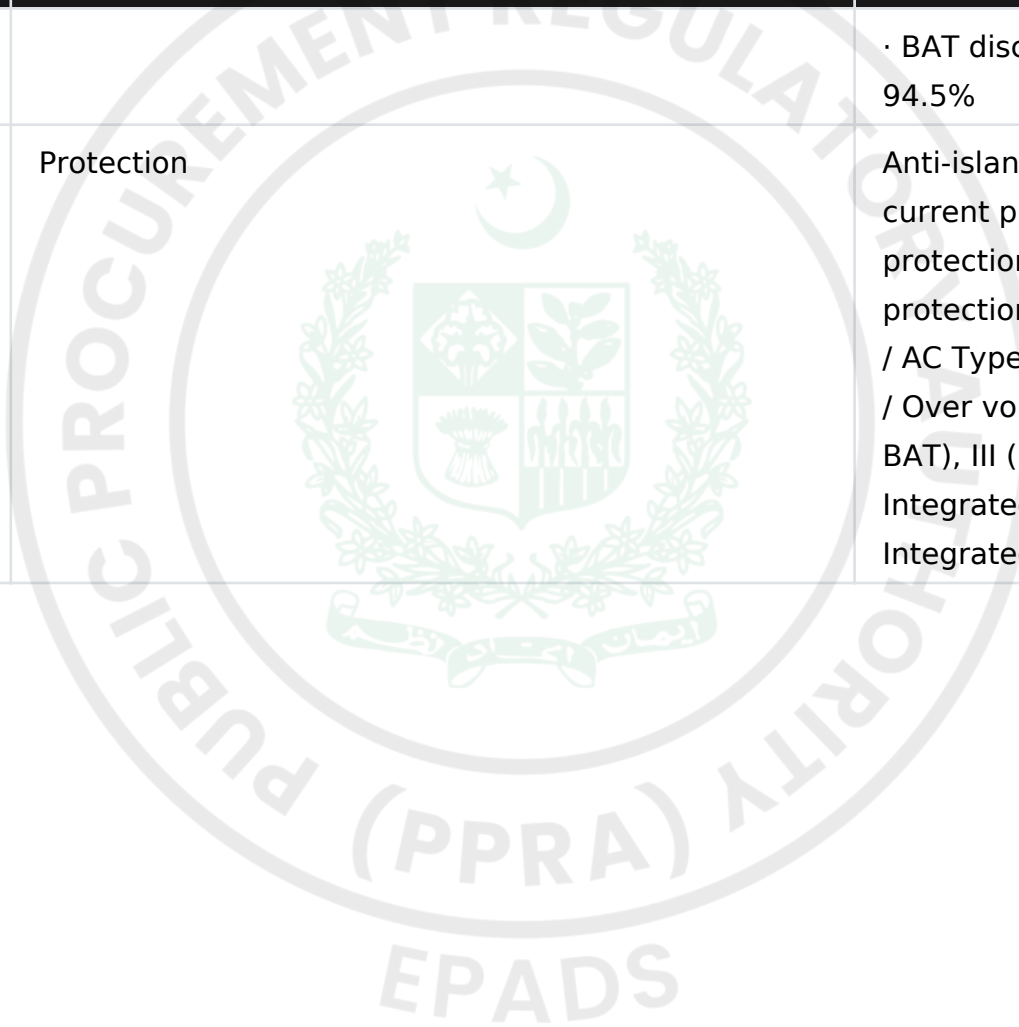 · BAT disc
94.5%
Protection
Anti-islan
current p
protection
protection
/ AC Type
/ Over vo
BAT), III (
Integrate
Integrate
PUBLIC PROCUREMENT REGULATORY AUTHORITY
(PPRA)
EPADS